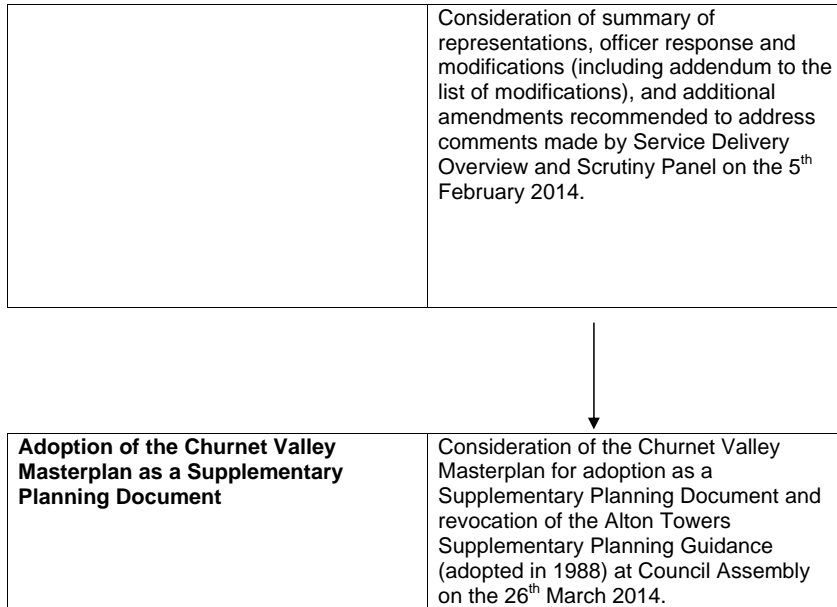 Consideration of summary of
representations, officer response and
modifications (including addendum to the
list of modifications), and additional
amendments recommended to address
comments made by Service Delivery
Overview and Scrutiny Panel on the 5th
February 2014.
Adoption of the Churnet Valley
Masterplan as a Supplementary
Planning Document
Consideration of the Churnet Valley
Masterplan for adoption as a
Supplementary Planning Document and
revocation of the Alton Towers
Supplementary Planning Guidance
(adopted in 1988) at Council Assembly
on the 26th March 2014.